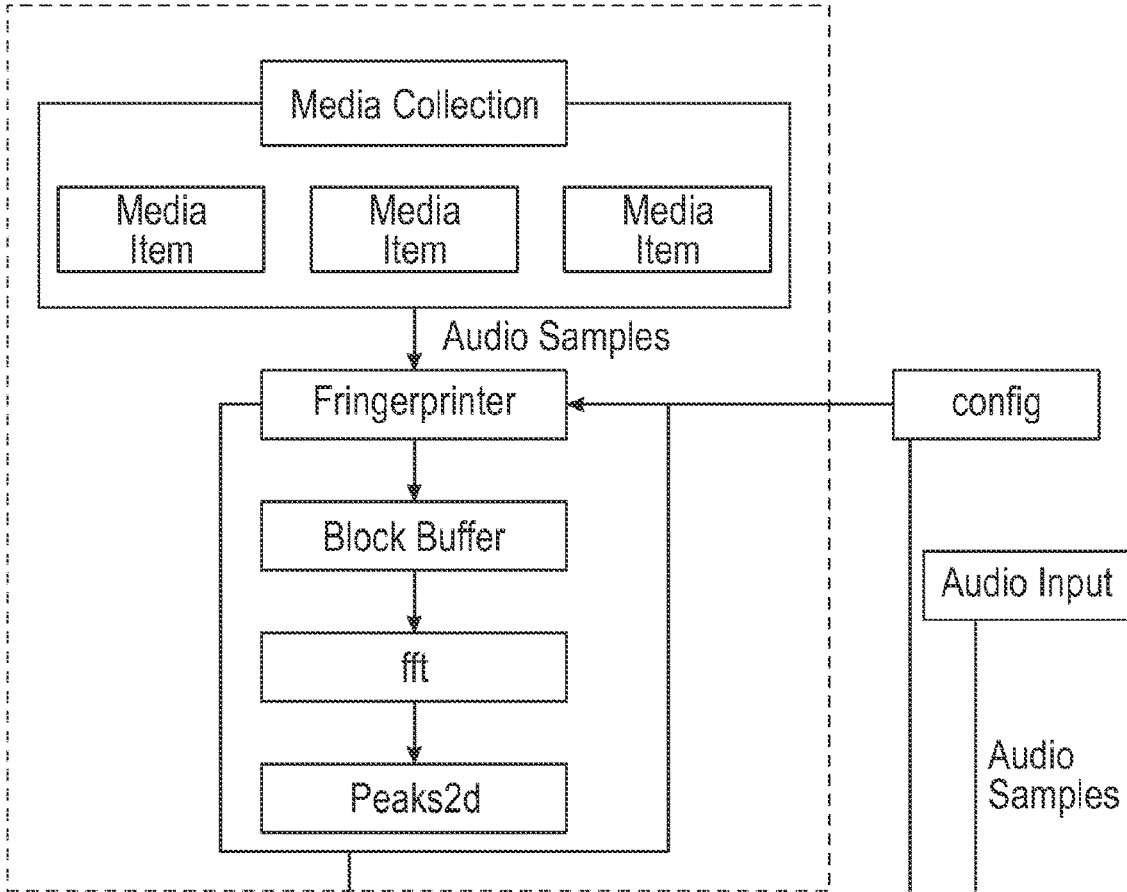 Media Collection
Media
Item
Media
Item
Media
Item
Audio Samples
Fringerprinter
config
Block Buffer
Audio Input
fft
Audio
Samples
Peaks2d